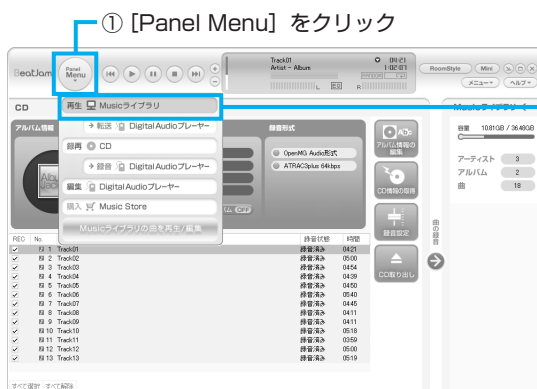 ① [Panel Menu] をクリック
BeatJam
Panel Menu
Track01
Artist - Album
04:21
1:02:07
RANDOM
L EQ R
RoomStyle Mini
メニュー ヘルプ
CD
再生 Musicライブラリ
→ 転送 Digital Audioプレーヤー
録再 CD
→ 録音 Digital Audioプレーヤー
編集 Digital Audioプレーヤー
購入 Music Store
Musicライブラリの曲を再生/編集
アルバム情報
録音形式
OpenMG Audio形式
ATRAC3plus 64kbps
OFF
アルバム情報の編集
CD情報の取得
録音設定
CD取り出し
曲の録音
Musicライブラリ
容量 10.81GB / 36.48GB
アーティスト 3
アルバム 2
曲 18
REC No. 録音状態 時間
1 Track01 録音済み 04:21
2 Track02 録音済み 05:00
3 Track03 録音済み 04:54
4 Track04 録音済み 04:39
5 Track05 録音済み 04:50
6 Track06 録音済み 05:40
7 Track07 録音済み 04:45
8 Track08 録音済み 04:11
9 Track09 録音済み 04:11
10 Track10 録音済み 05:18
11 Track11 録音済み 03:59
12 Track12 録音済み 05:00
13 Track13 録音済み 05:19
すべて選択 すべて解除